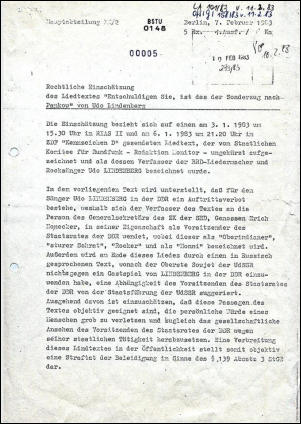 Hauptabteilung XX/2
BSTU
0148
Berlin, 7. Februar 1983
00005
10 FEB 1983
Rechtliche Einschätzung
des Liedtextes "Entschuldigen Sie, ist das der Sonderzug nach
Pankow" von Udo Lindenberg
Die Einschätzung bezieht sich auf einen am 3. 1. 1983 von
15.30 Uhr im RIAS II und am 6. 1. 1983 um 21.20 Uhr im
ZDF "Kennzeichen D" gesendeten Liedtext, der vom Staatlichen
Komitee für Rundfunk - Redaktion Monitor - ungekürzt aufge-
zeichnet und als dessen Verfasser der BRD-Liedermacher und
Rocksänger Udo LINDENBERG bezeichnet wurde.
In dem vorliegenden Text wird unterstellt, daß für den
Sänger Udo LINDENBERG in der DDR ein Auftrittsverbot
bestehe, weshalb der Verfasser des Textes an die
Person des Generalsekretärs des ZK der SED, Genossen Erich
Honecker, in seiner Eigenschaft als Vorsitzender des
Staatsrates der DDR wendet, wobei dieser als "Oberindianer",
"sturer Schrat", "Rocker" und als "Honni" bezeichnet wird.
Außerdem wird am Ende dieses Liedes durch einen in Russisch
gesprochenen Text, wonach der Oberste Sowjet der UdSSR
nichts gegen ein Gastspiel von LINDENBERG in der DDR einzu-
wenden habe, eine Abhängigkeit des Vorsitzenden des Staatsrates
der DDR von der Staatsführung der UdSSR suggeriert.
Ausgehend davon ist einzuschätzen, daß diese Passagen des
Textes objektiv geeignet sind, die persönliche Würde eines
Menschen grob zu verletzen und zugleich das gesellschaftliche
Ansehen des Vorsitzenden des Staatsrates der DDR wegen
seiner staatlichen Tätigkeit herabzusetzen. Eine Verbreitung
dieses Liedtextes in der Öffentlichkeit stellt somit objektiv
eine Straftat der Beleidigung im Sinne des § 139 Absatz 3 StGB
dar.